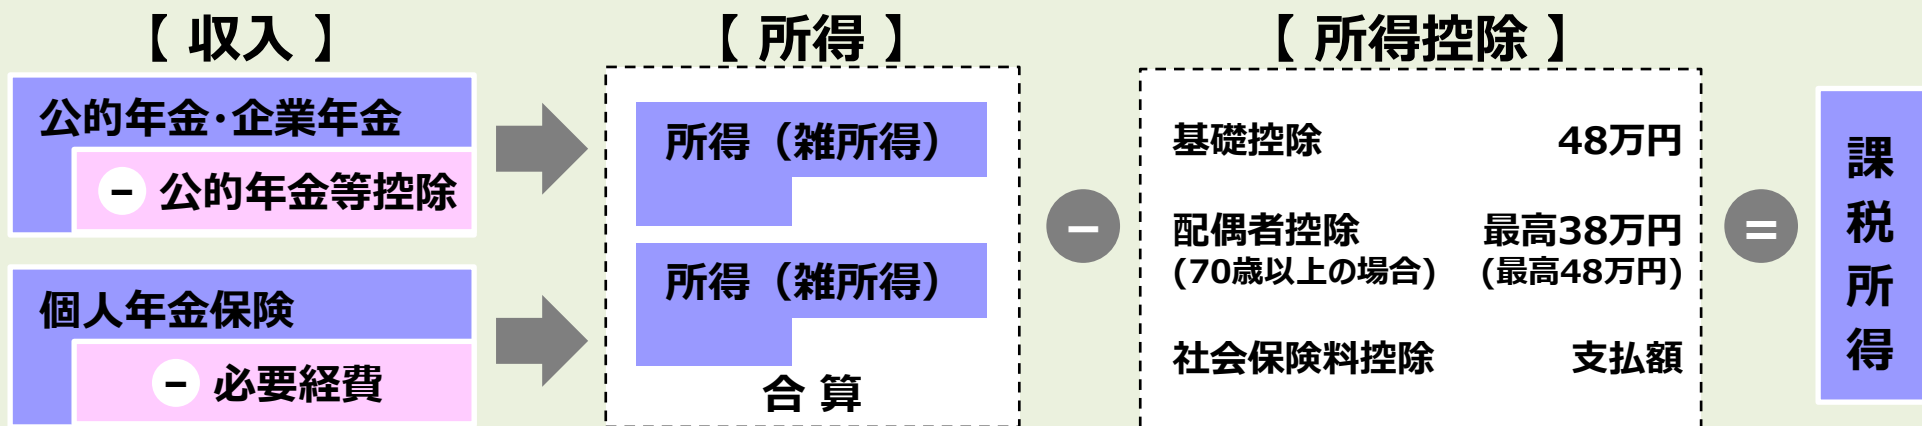 【 収入 】
公的年金･企業年金
－ 公的年金等控除
個人年金保険
－ 必要経費
【 所得 】
所得（雑所得）
所得（雑所得）
合 算
－
【 所得控除 】
基礎控除 48万円
配偶者控除 最高38万円
(70歳以上の場合) (最高48万円)
社会保険料控除 支払額
＝
課税所得